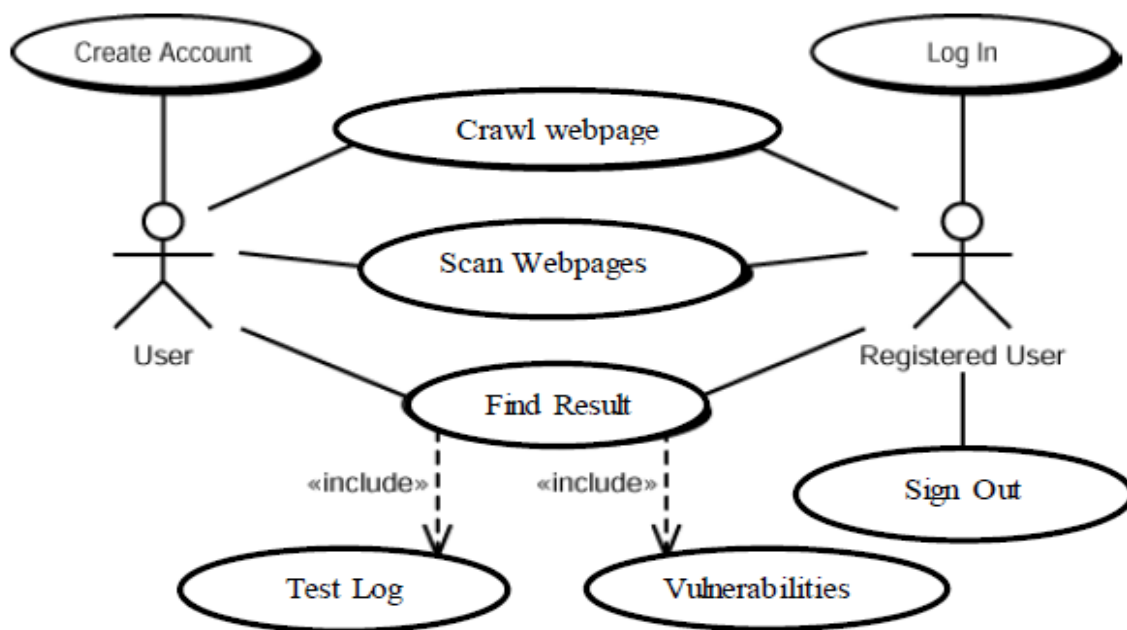 Create Account
Log In
Crawl webpage
Scan Webpages
User
Registered User
Find Result
«include»
«include»
Sign Out
Test Log
Vulnerabilities